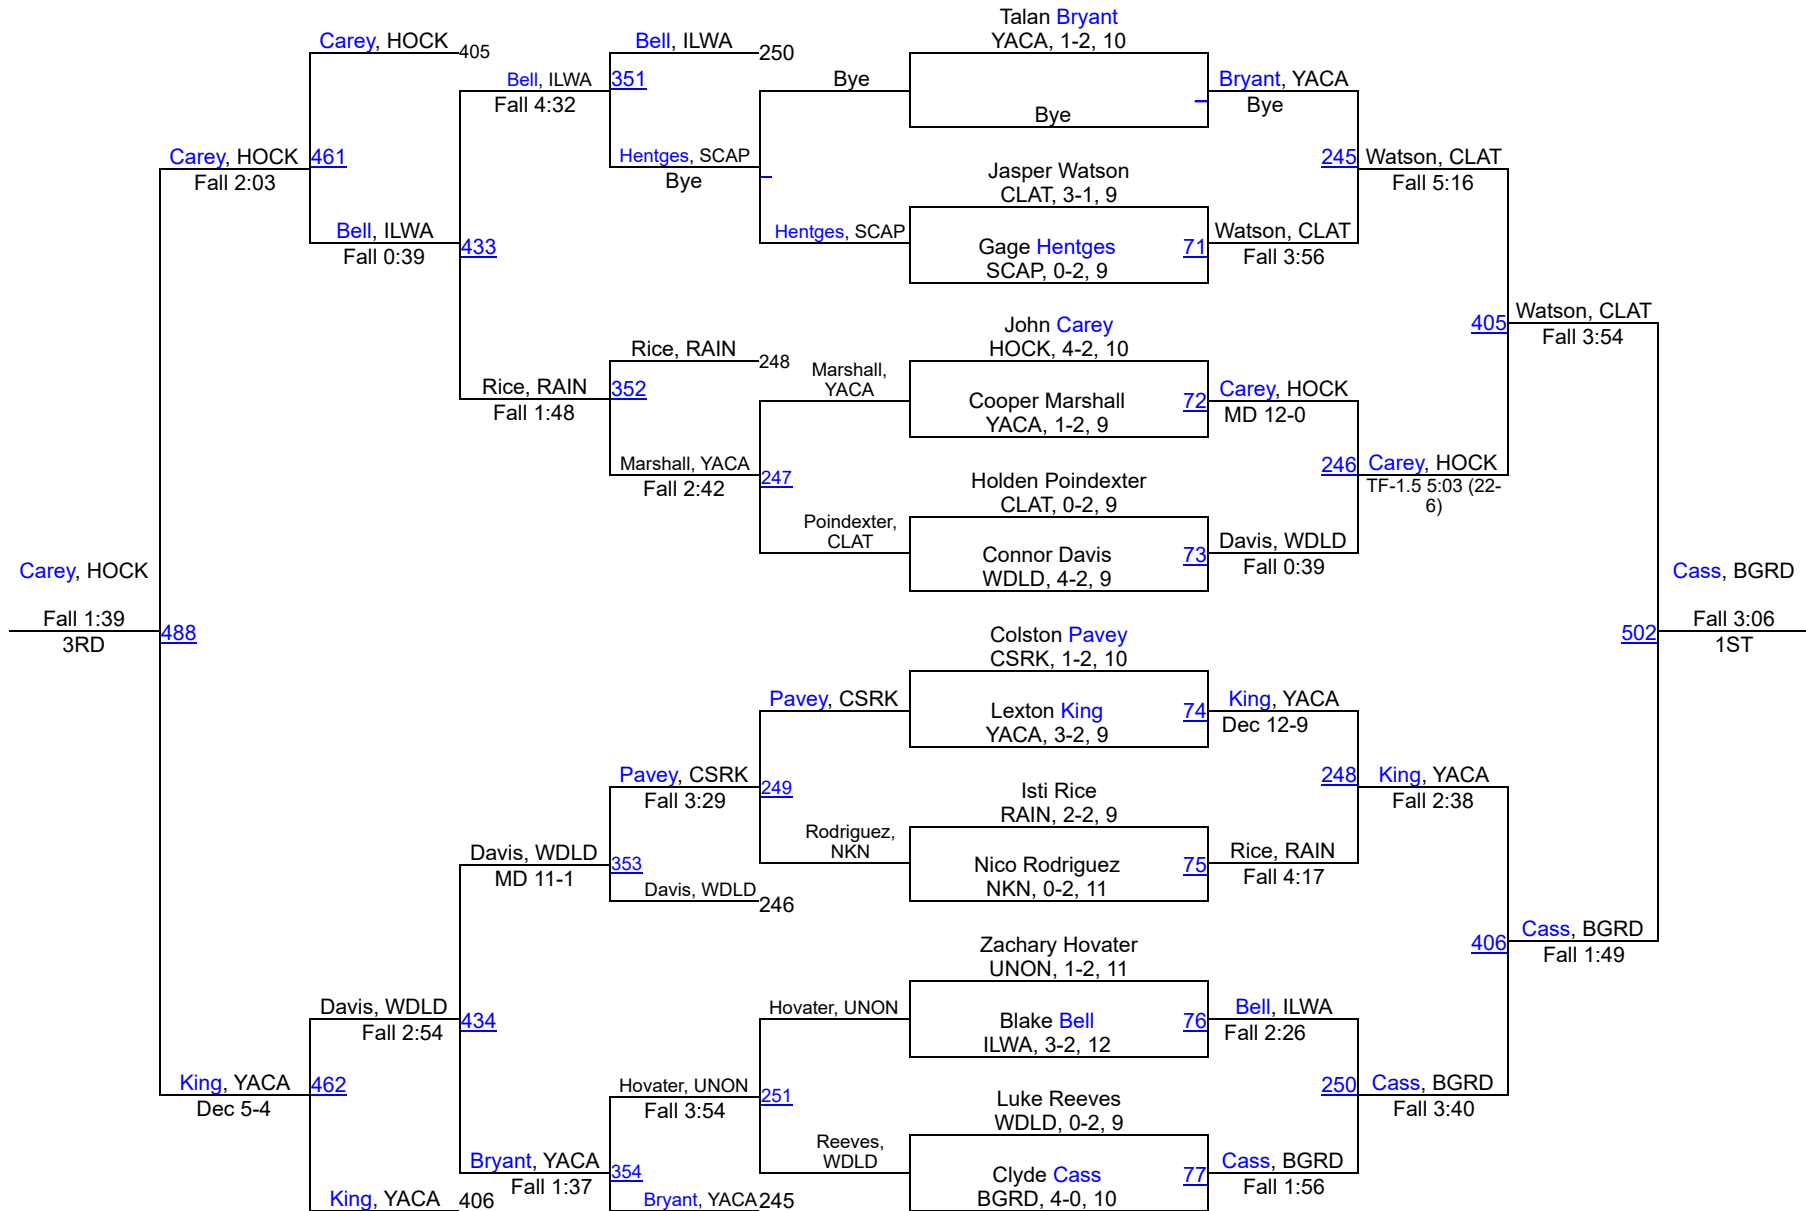 Talan Bryant
YACA, 1-2, 10
Carey, HOCK
405
Bell, ILWA
250
Bell, ILWA
351
Fall 4:32
Bye
Bye
Bryant, YACA
Bye
Carey, HOCK
461
Fall 2:03
Hentges, SCAP
Bye
Jasper Watson
CLAT, 3-1, 9
245
Watson, CLAT
Fall 5:16
Bell, ILWA
Fall 0:39
433
Hentges, SCAP
Gage Hentges
SCAP, 0-2, 9
71
Watson, CLAT
Fall 3:56
John Carey
HOCK, 4-2, 10
405
Watson, CLAT
Fall 3:54
Rice, RAIN
248
Rice, RAIN
352
Fall 1:48
Marshall,
YACA
Cooper Marshall
YACA, 1-2, 9
72
Carey, HOCK
MD 12-0
Marshall, YACA
Fall 2:42
247
Holden Poindexter
CLAT, 0-2, 9
246
Carey, HOCK
TF-1.5 5:03 (22-
6)
Poindexter,
CLAT
Connor Davis
WDLD, 4-2, 9
73
Davis, WDLD
Fall 0:39
Carey, HOCK
Fall 1:39
3RD
488
Cass, BGRD
502
Fall 3:06
1ST
Colston Pavey
CSRK, 1-2, 10
Pavey, CSRK
Lexton King
YACA, 3-2, 9
74
King, YACA
Dec 12-9
Pavey, CSRK
Fall 3:29
249
Isti Rice
RAIN, 2-2, 9
248
King, YACA
Fall 2:38
Rodriguez,
NKN
Nico Rodriguez
NKN, 0-2, 11
75
Rice, RAIN
Fall 4:17
Davis, WDLD
353
MD 11-1
Davis, WDLD
246
Zachary Hovater
UNON, 1-2, 11
406
Cass, BGRD
Fall 1:49
Davis, WDLD
Fall 2:54
434
Hovater, UNON
Blake Bell
ILWA, 3-2, 12
76
Bell, ILWA
Fall 2:26
King, YACA
462
Dec 5-4
Hovater, UNON
Fall 3:54
251
Luke Reeves
WDLD, 0-2, 9
250
Cass, BGRD
Fall 3:40
Reeves,
WDLD
Clyde Cass
BGRD, 4-0, 10
77
Cass, BGRD
Fall 1:56
Bryant, YACA
354
Fall 1:37
King, YACA
406
Bryant, YACA
245